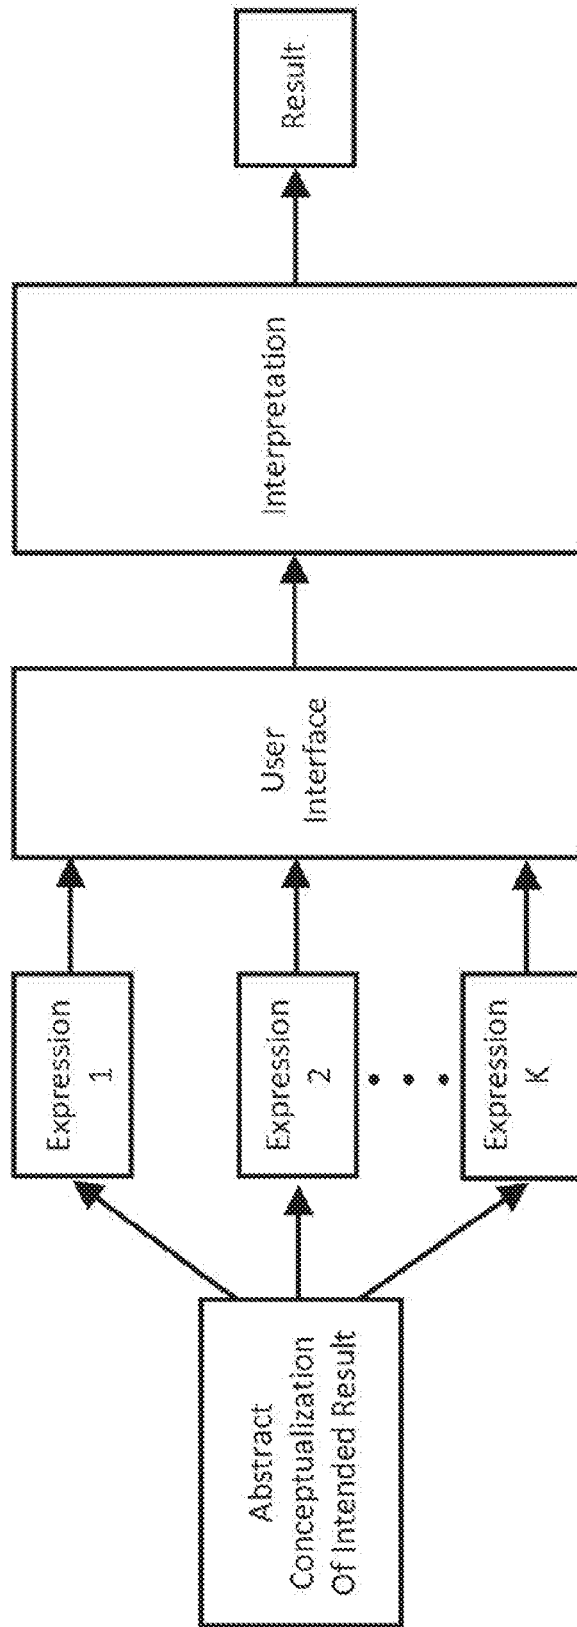 Abstract
Conceptualization
Of Intended Result
Expression
1
Expression
2
Expression
K
User
Interface
Interpretation
Result